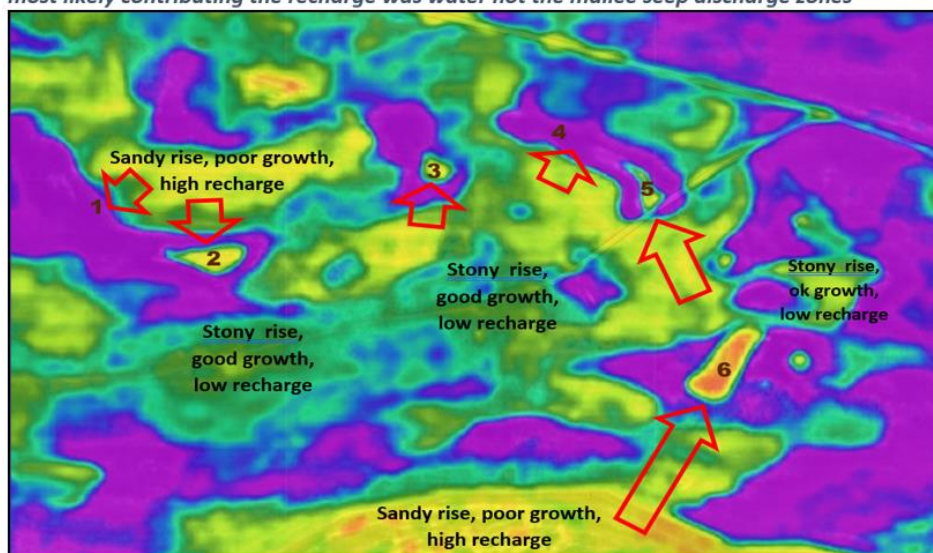 most likely contributing the recharge was water not the mallee seep discharge zones
4
Sandy rise, poor growth,
high recharge
3
5
1
2
Stony rise,
good growth,
low recharge
Stony rise,
ok growth,
low recharge
Stony rise,
good growth,
low recharge
6
Sandy rise, poor growth,
high recharge